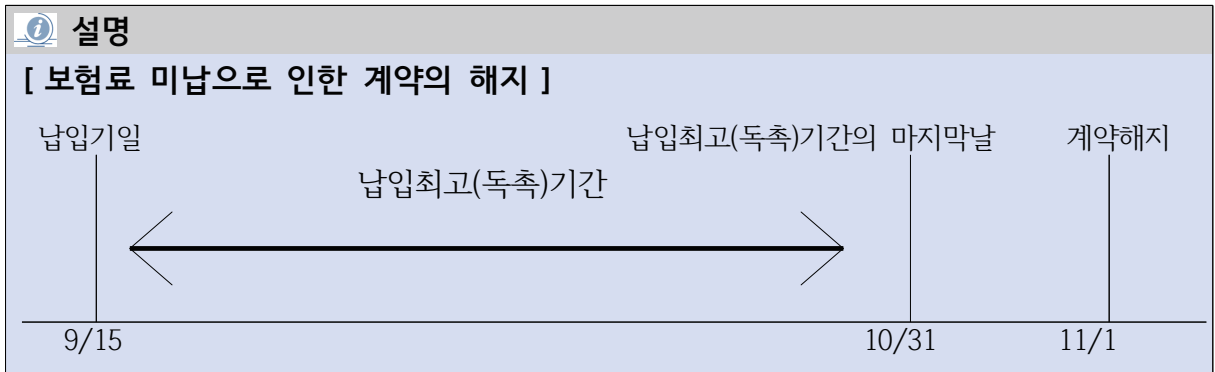 설명
[ 보험료 미납으로 인한 계약의 해지 ]
납입기일 납입최고(독촉)기간의 마지막날 계약해지
납입최고(독촉)기간
9/15 10/31 11/1